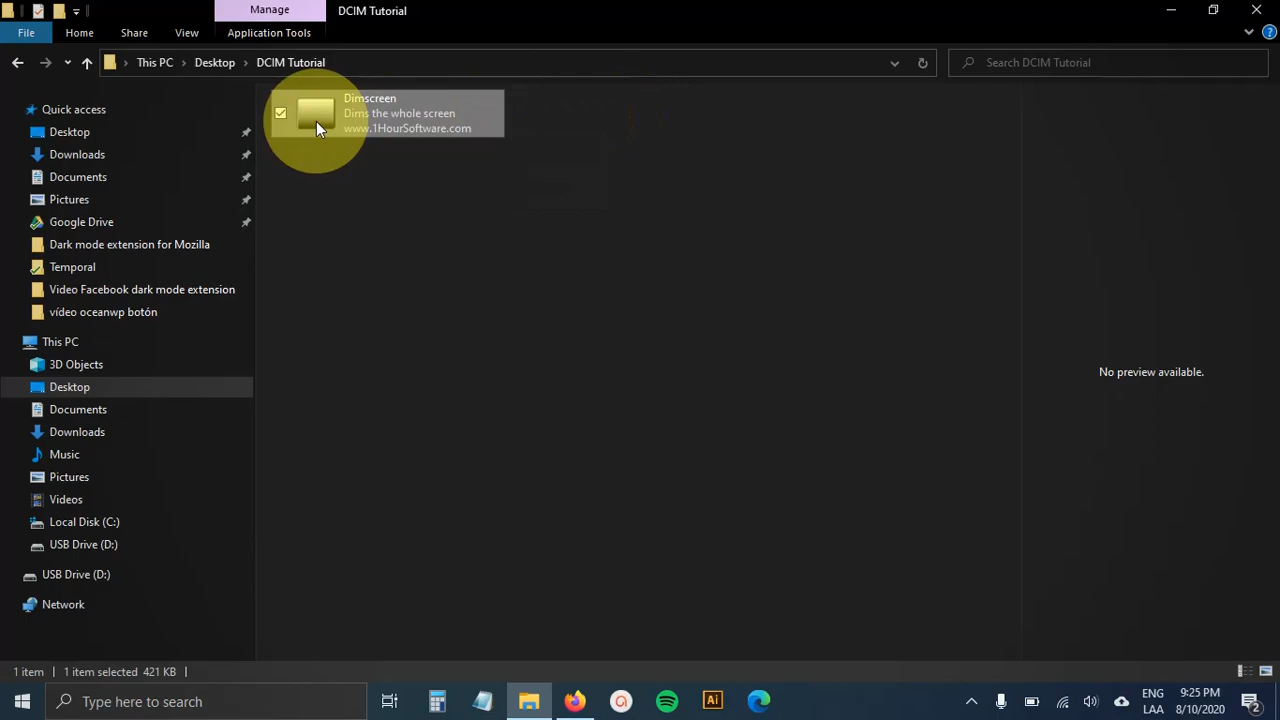 Manage
DCIM Tutorial
File
Home
Share
View
Application Tools
This PC
Desktop
DCIM Tutorial
Search DCIM Tutorial
Quick access
Desktop
Downloads
Documents
Pictures
Google Drive
Dark mode extension for Mozilla
Temporal
Video Facebook dark mode extension
vídeo oceanwp botón
This PC
3D Objects
Desktop
Documents
Downloads
Music
Pictures
Videos
Local Disk (C:)
USB Drive (D:)
USB Drive (D:)
Network
Dimscreen
Dims the whole screen
www.1HourSoftware.com
No preview available.
1 item
1 item selected 421 KB
Type here to search
Ai
ENG
LAA
9:25 PM
8/10/2020
2